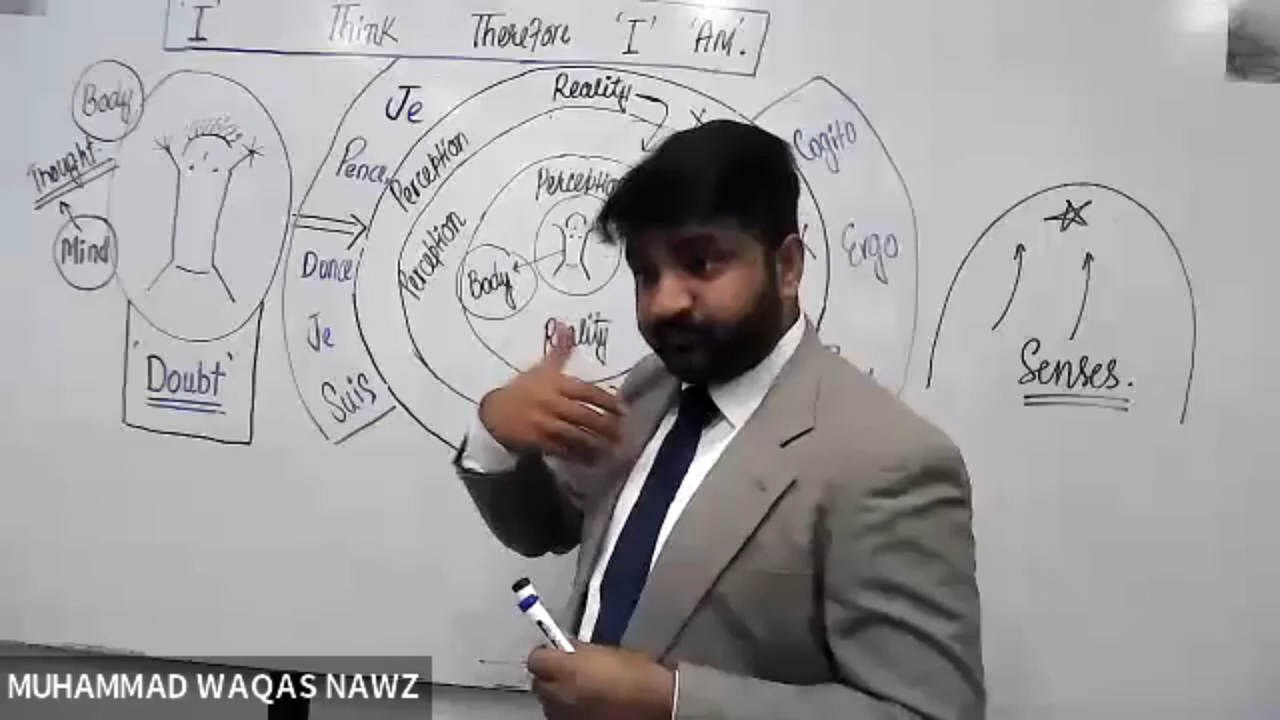 'I' Think Therefore 'I' 'AM'.
Body
Thought.
Mind
'Doubt'
Je
Pence
Donce
Je
Suis
Reality
Perception
Perception
Perception
Body
Reality
Cogito
Ergo
Senses.
MUHAMMAD WAQAS NAWZ